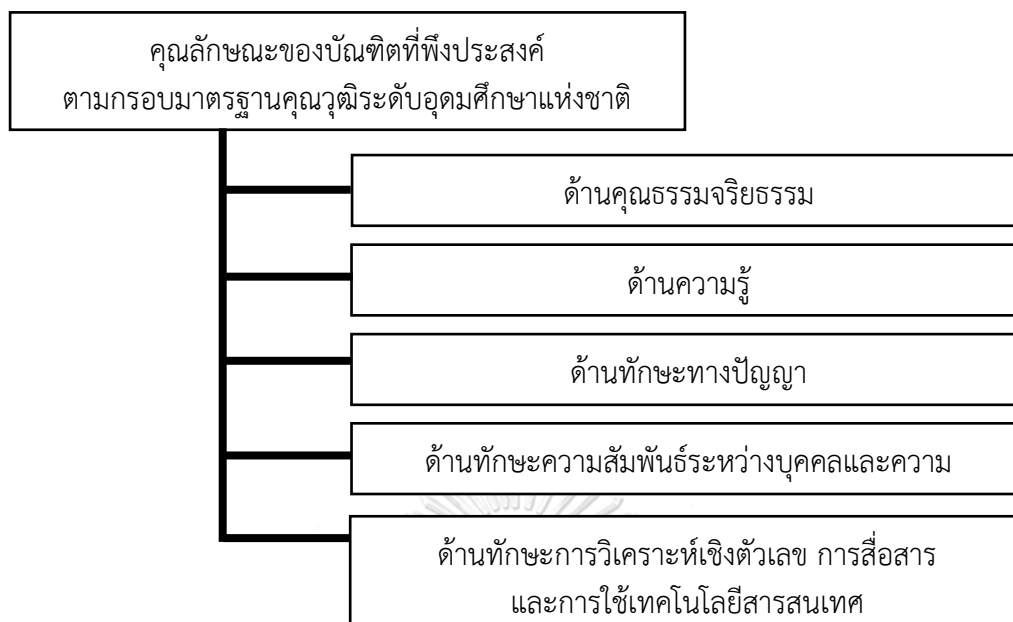 คุณลักษณะของบัณฑิตที่พึงประสงค์
ตามกรอบมาตรฐานคุณวุฒิระดับอุดมศึกษาแห่งชาติ
ด้านคุณธรรมจริยธรรม
ด้านความรู้
ด้านทักษะทางปัญญา
ด้านทักษะความสัมพันธ์ระหว่างบุคคลและความ
ด้านทักษะการวิเคราะห์เชิงตัวเลข การสื่อสาร
และการใช้เทคโนโลยีสารสนเทศ